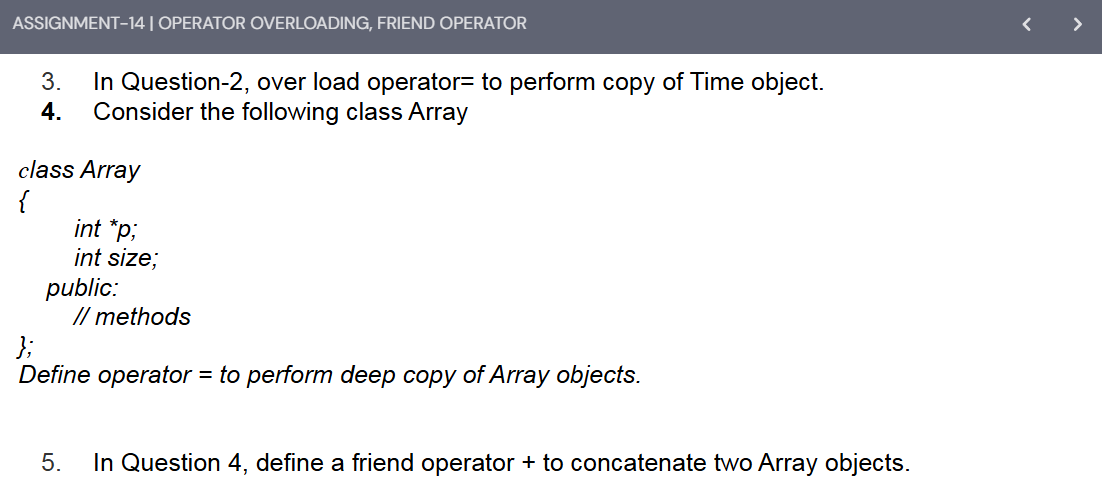 ASSIGNMENT-14 | OPERATOR OVERLOADING, FRIEND OPERATOR
3. In Question-2, over load operator= to perform copy of Time object.
4. Consider the following class Array
class Array
{
int *p;
int size;
public:
// methods
};
Define operator = to perform deep copy of Array objects.
5. In Question 4, define a friend operator + to concatenate two Array objects.